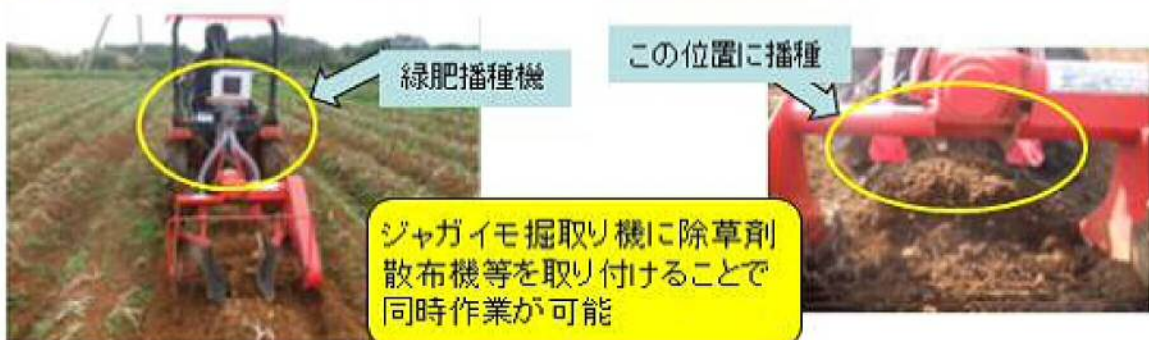 緑肥播種機
この位置に播種
ジャガイモ掘取り機に除草剤
散布機等を取り付けることで
同時作業が可能